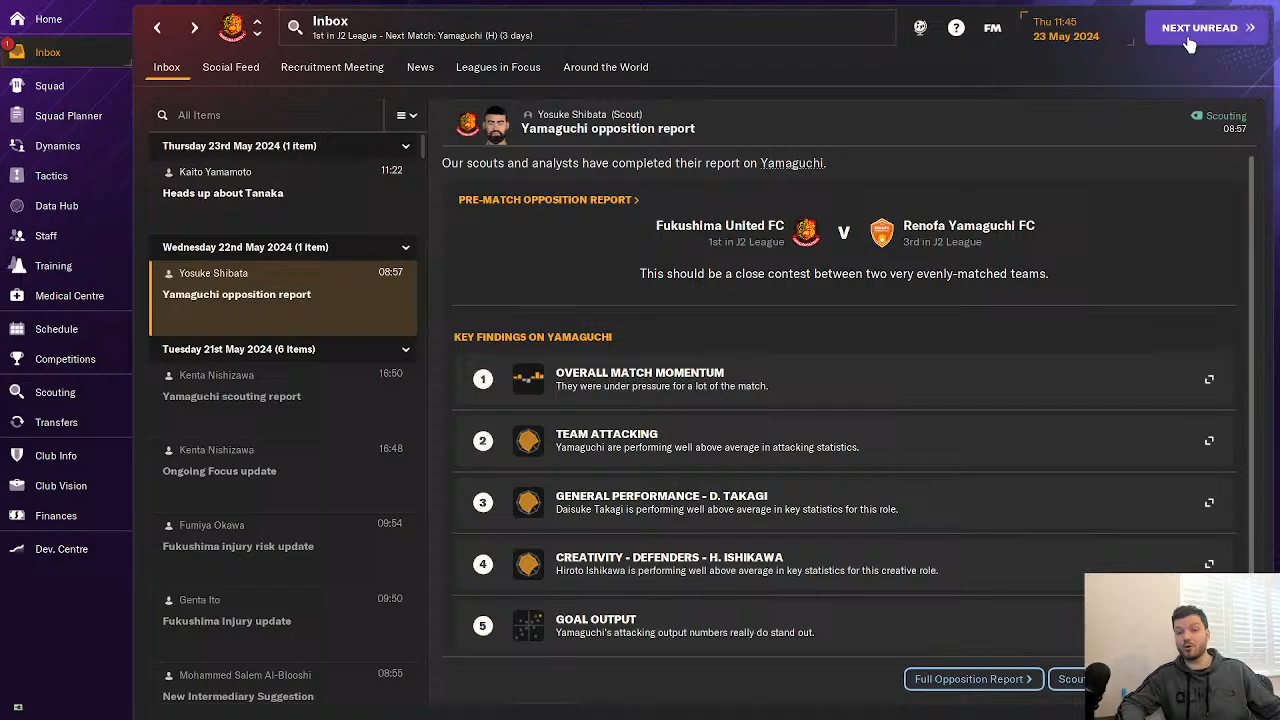 Home
1
Inbox
Squad
Squad Planner
Dynamics
Tactics
Data Hub
Staff
Training
Medical Centre
Schedule
Competitions
Scouting
Transfers
Club Info
Club Vision
Finances
Dev. Centre
Inbox
1st in J2 League - Next Match: Yamaguchi (H) (3 days)
?
FM
Thu 11:45
23 May 2024
NEXT UNREAD
Inbox
Social Feed
Recruitment Meeting
News
Leagues in Focus
Around the World
All Items
Thursday 23rd May 2024 (1 item)
Kaito Yamamoto 11:22
Heads up about Tanaka
Wednesday 22nd May 2024 (1 item)
Yosuke Shibata 08:57
Yamaguchi opposition report
Tuesday 21st May 2024 (6 items)
Kenta Nishizawa 16:50
Yamaguchi scouting report
Kenta Nishizawa 16:48
Ongoing Focus update
Fumiya Okawa 09:54
Fukushima injury risk update
Genta Ito 09:50
Fukushima injury update
Mohammed Salem Al-Blooshi 08:55
New Intermediary Suggestion
Yosuke Shibata (Scout)
Yamaguchi opposition report
Scouting
08:57
Our scouts and analysts have completed their report on Yamaguchi.
PRE-MATCH OPPOSITION REPORT >
Fukushima United FC V Renofa Yamaguchi FC
1st in J2 League 3rd in J2 League
This should be a close contest between two very evenly-matched teams.
KEY FINDINGS ON YAMAGUCHI
1 OVERALL MATCH MOMENTUM
They were under pressure for a lot of the match.
2 TEAM ATTACKING
Yamaguchi are performing well above average in attacking statistics.
3 GENERAL PERFORMANCE - D. TAKAGI
Daisuke Takagi is performing well above average in key statistics for this role.
4 CREATIVITY - DEFENDERS - H. ISHIKAWA
Hiroto Ishikawa is performing well above average in key statistics for this creative role.
5 GOAL OUTPUT
attacking output numbers really do stand out.
Full Opposition Report >